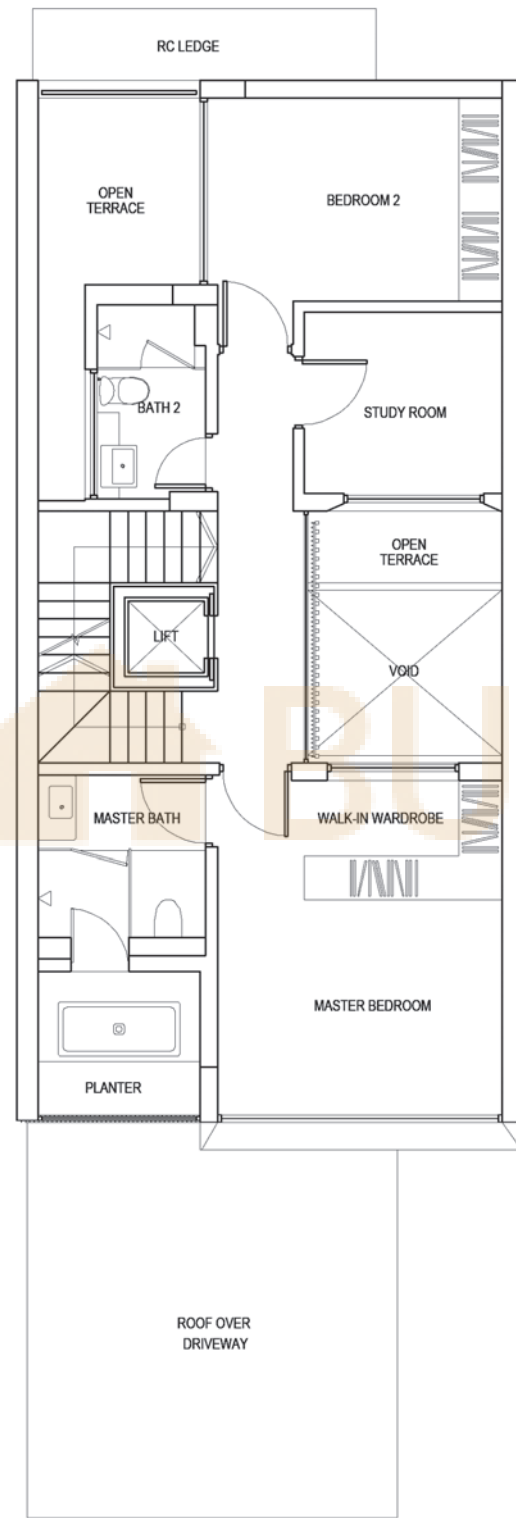 RC LEDGE
OPEN
TERRACE
BEDROOM 2
BATH 2
STUDY ROOM
OPEN
TERRACE
LIFT
VOID
MASTER BATH
WALK-IN WARDROBE
MASTER BEDROOM
PLANTER
ROOF OVER
DRIVEWAY
BU